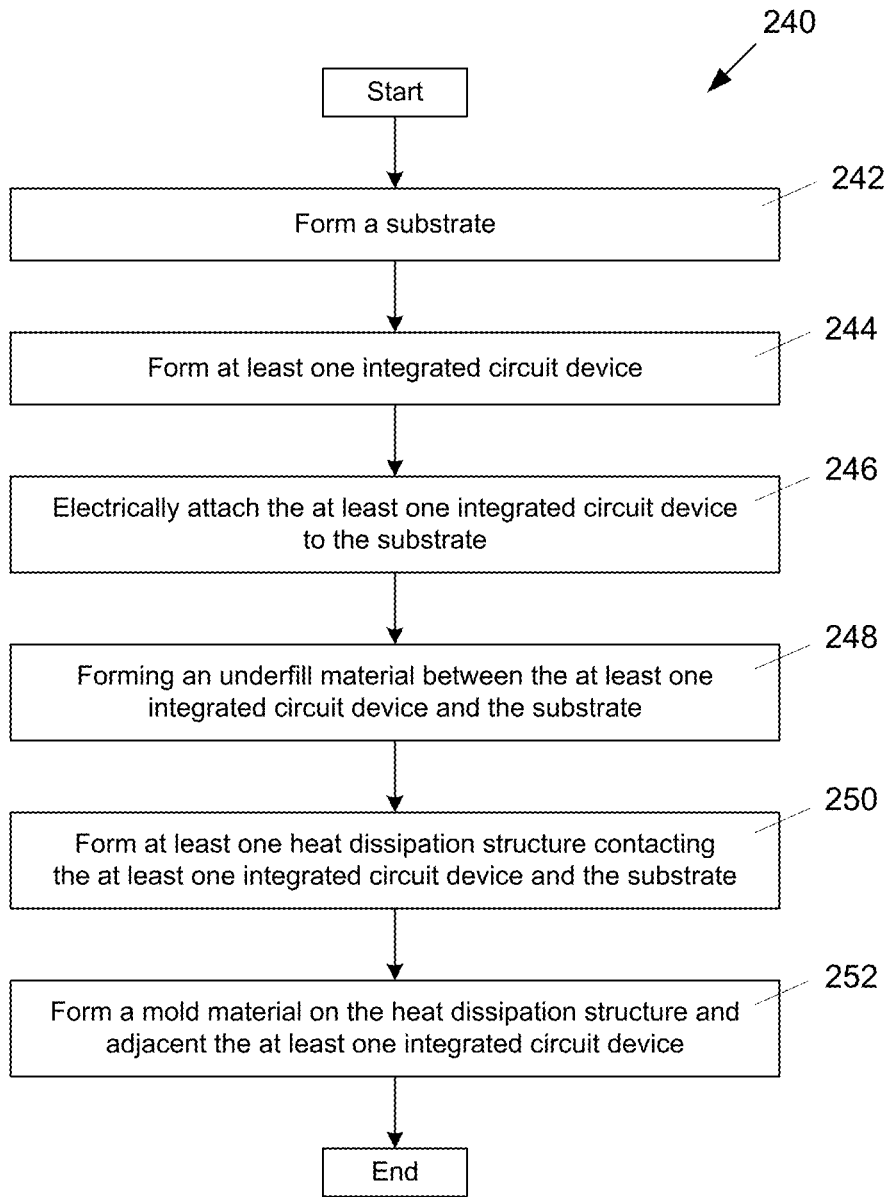 240
Start
242
Form a substrate
244
Form at least one integrated circuit device
246
Electrically attach the at least one integrated circuit device
to the substrate
248
Forming an underfill material between the at least one
integrated circuit device and the substrate
250
Form at least one heat dissipation structure contacting
the at least one integrated circuit device and the substrate
252
Form a mold material on the heat dissipation structure and
adjacent the at least one integrated circuit device
End